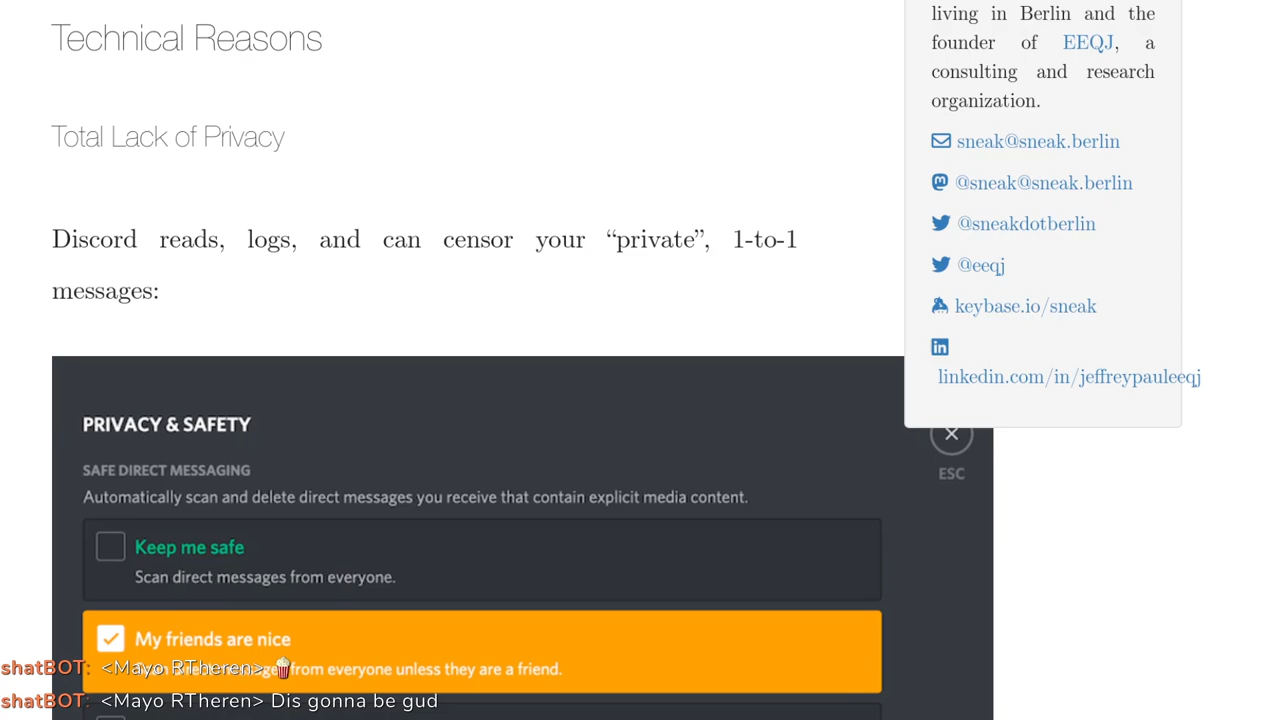 Technical Reasons
Total Lack of Privacy
Discord reads, logs, and can censor your “private”, 1-to-1
messages:
living in Berlin and the
founder of EEQJ, a
consulting and research
organization.
sneak@sneak.berlin
@sneak@sneak.berlin
@sneakdotberlin
@eeqj
keybase.io/sneak
linkedin.com/in/jeffreypauleeqj
PRIVACY & SAFETY
ESC
SAFE DIRECT MESSAGING
Automatically scan and delete direct messages you receive that contain explicit media content.
Keep me safe
Scan direct messages from everyone.
My friends are nice
from everyone unless they are a friend.
shatBOT: <Mayo RTheren> 🍿
shatBOT: <Mayo RTheren> Dis gonna be gud